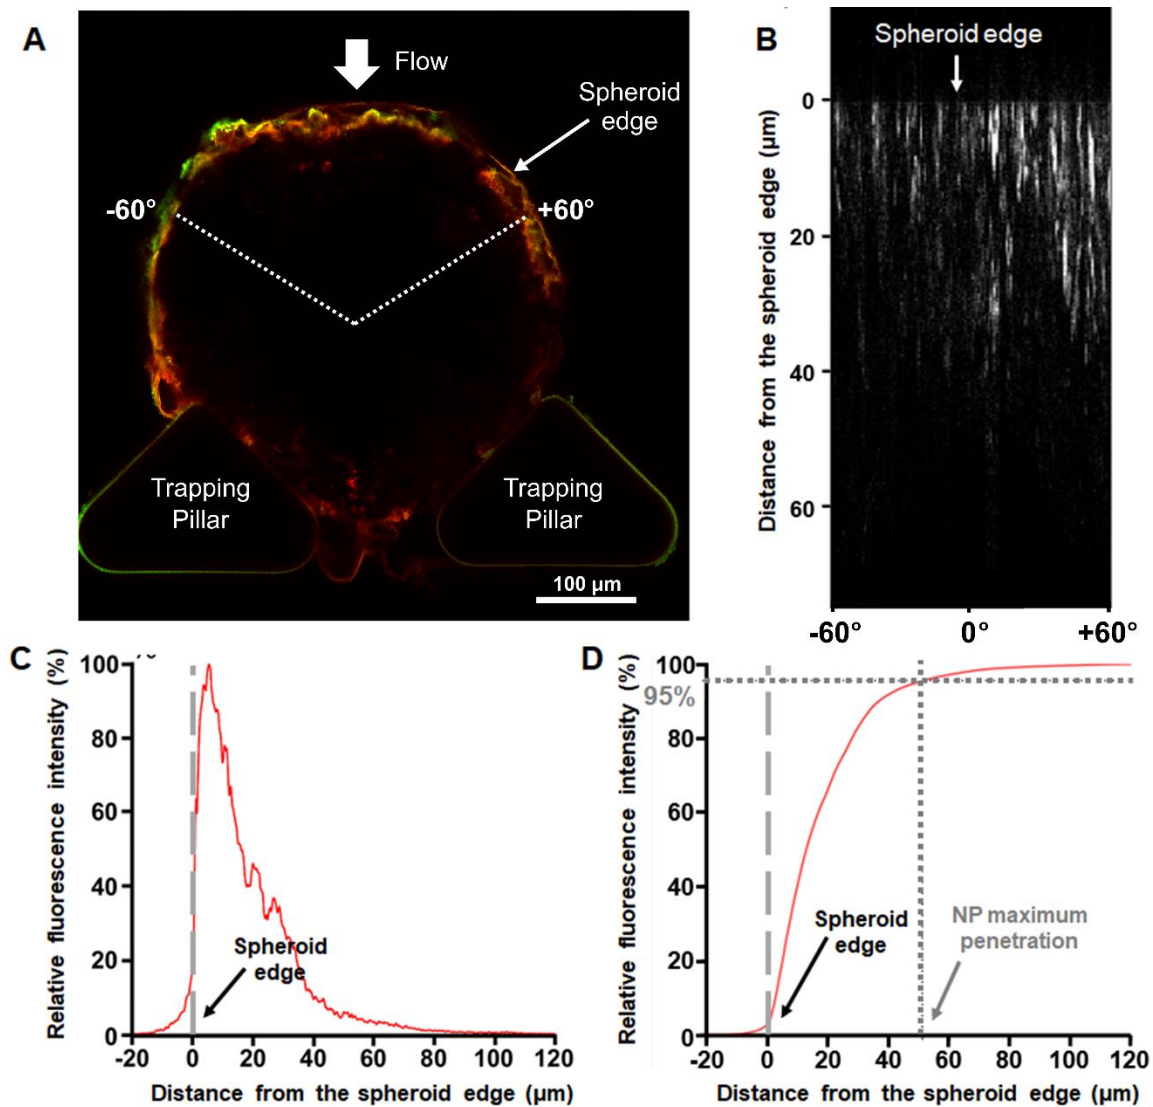 A
Flow
Spheroid
edge
-60°
+60°
Trapping
Pillar
Trapping
Pillar
100 µm
B
Spheroid edge
Distance from the spheroid edge (µm)
0
20
40
60
-60°
0°
+60°
C
Relative fluorescence intensity (%)
100
80
60
40
20
0
Spheroid
edge
-20
0
20
40
60
80
100
120
Distance from the spheroid edge (µm)
D
Relative fluorescence intensity (%)
100
95%
80
60
40
20
0
Spheroid
edge
NP maximum
penetration
-20
0
20
40
60
80
100
120
Distance from the spheroid edge (µm)